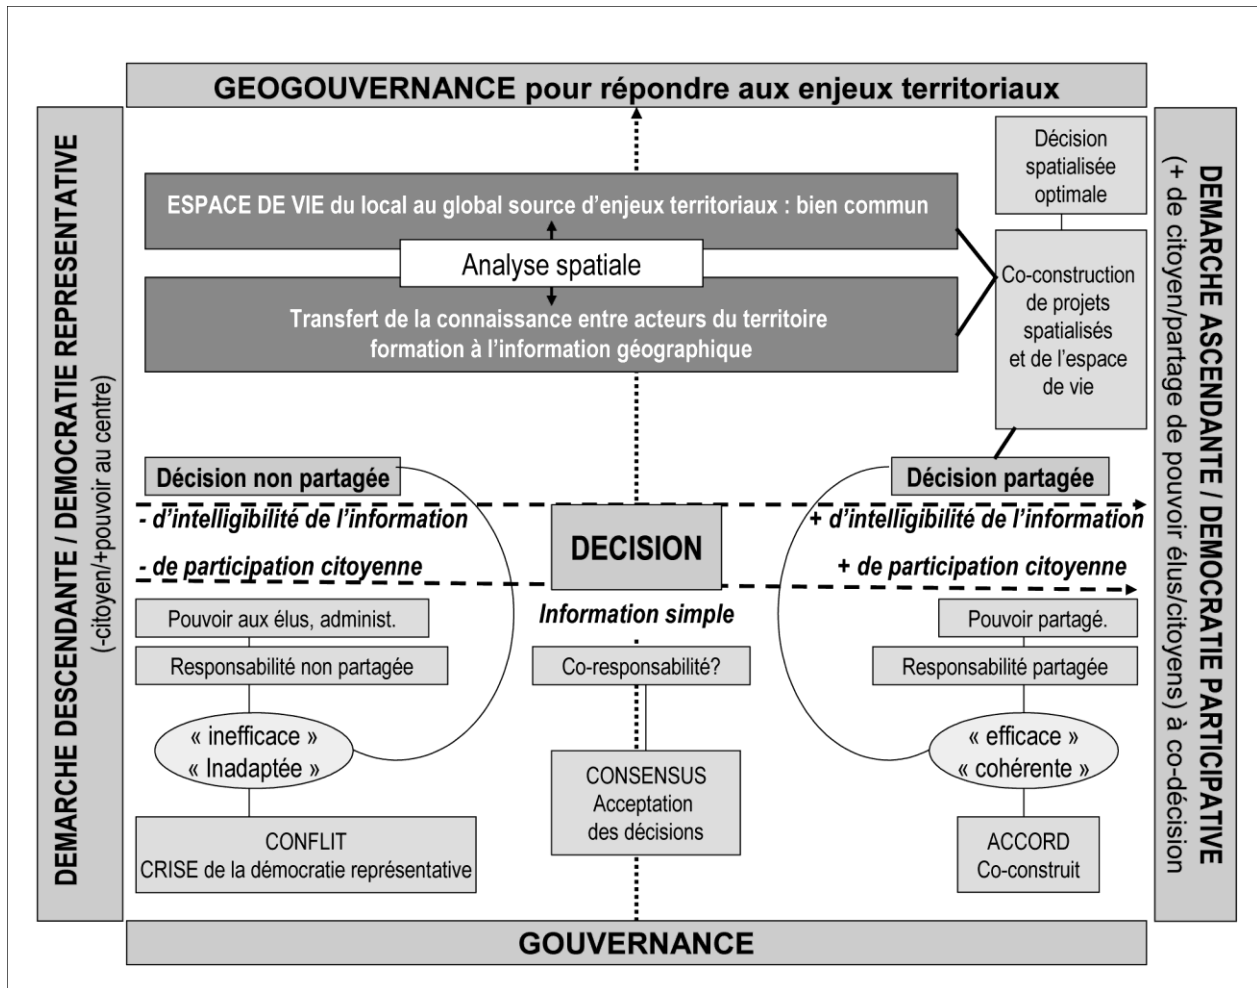 GEOGOUVERNANCE pour répondre aux enjeux territoriaux
DEMARCHE DESCENDANTE / DEMOCRATIE REPRESENTATIVE
(-citoyen/+pouvoir au centre)
ESPACE DE VIE du local au global source d'enjeux territoriaux : bien commun
Analyse spatiale
Transfert de la connaissance entre acteurs du territoire
formation à l'information géographique
Décision
spatialisée
optimale
Co-construction
de projets
spatialisés
et de l'espace
de vie
DEMARCHE ASCENDANTE / DEMOCRATIE PARTICIPATIVE
(+ de citoyen/partage de pouvoir élus/citoyens) à co-décision
Décision non partagée
Décision partagée
- d'intelligibilité de l'information
+ d'intelligibilité de l'information
DECISION
- de participation citoyenne
+ de participation citoyenne
Information simple
Pouvoir aux élus, administ.
Responsabilité non partagée
« inefficace »
« Inadaptée »
CONFLIT
CRISE de la démocratie représentative
Co-responsabilité?
CONSENSUS
Acceptation
des décisions
Pouvoir partagé.
Responsabilité partagée
« efficace »
« cohérente »
ACCORD
Co-construit
GOUVERNANCE